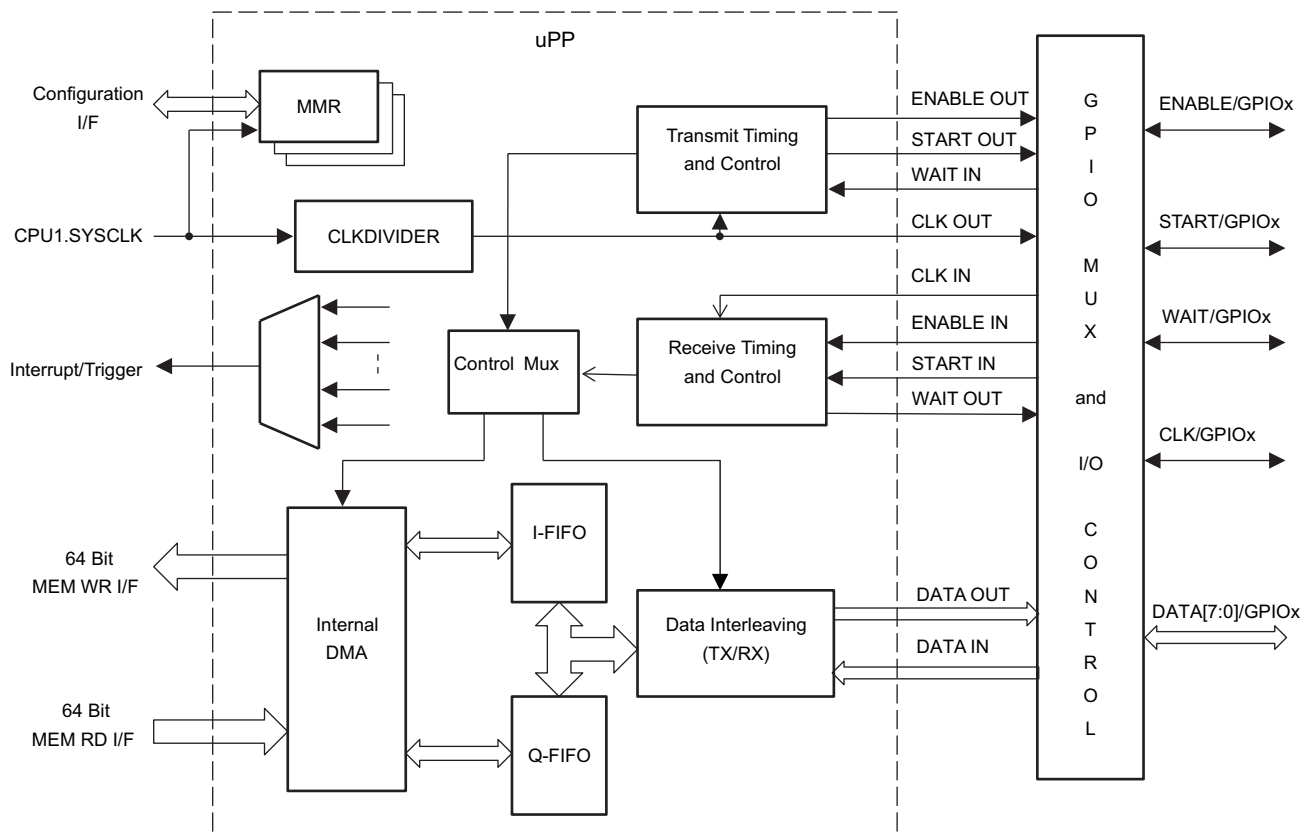 uPP
Configuration
I/F
MMR
CPU1.SYSCLK
CLKDIVIDER
Transmit Timing
and Control
ENABLE OUT
START OUT
WAIT IN
CLK OUT
CLK IN
ENABLE IN
START IN
WAIT OUT
Interrupt/Trigger
Control Mux
Receive Timing
and Control
64 Bit
MEM WR I/F
64 Bit
MEM RD I/F
Internal
DMA
I-FIFO
Q-FIFO
Data Interleaving
(TX/RX)
DATA OUT
DATA IN
GPIO
MUX
and
I/O
CONTROL
ENABLE/GPIOx
START/GPIOx
WAIT/GPIOx
CLK/GPIOx
DATA[7:0]/GPIOx